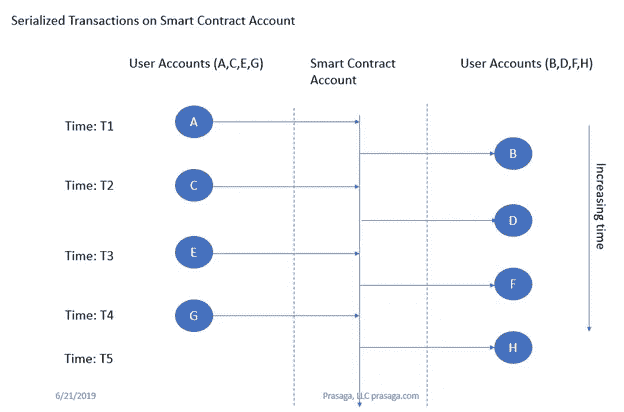 Serialized Transactions on Smart Contract Account
User Accounts (A,C,E,G)
Smart Contract
Account
User Accounts (B,D,F,H)
Time: T1
A
B
Time: T2
C
D
Time: T3
E
F
Time: T4
G
H
Time: T5
Increasing time
6/21/2019
Prasaga, LLC prasaga.com